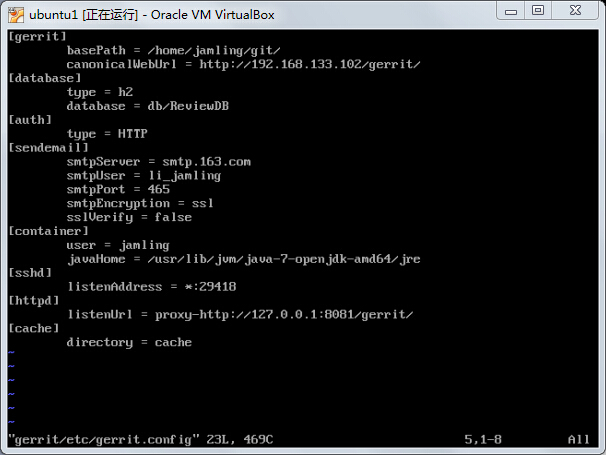 ubuntu1 [正在运行] - Oracle VM VirtualBox
[gerrit]
basePath = /home/jamling/git/
canonicalWebUrl = http://192.168.133.102/gerrit/
[database]
type = h2
database = db/ReviewDB
[auth]
type = HTTP
[sendemail]
smtpServer = smtp.163.com
smtpUser = li_jamling
smtpPort = 465
smtpEncryption = ssl
sslVerify = false
[container]
user = jamling
javaHome = /usr/lib/jvm/java-7-openjdk-amd64/jre
[sshd]
listenAddress = *:29418
[httpd]
listenUrl = proxy-http://127.0.0.1:8081/gerrit/
[cache]
directory = cache
~
~
~
~
~
~
"gerrit/etc/gerrit.config" 23L, 469C 5,1-8 All